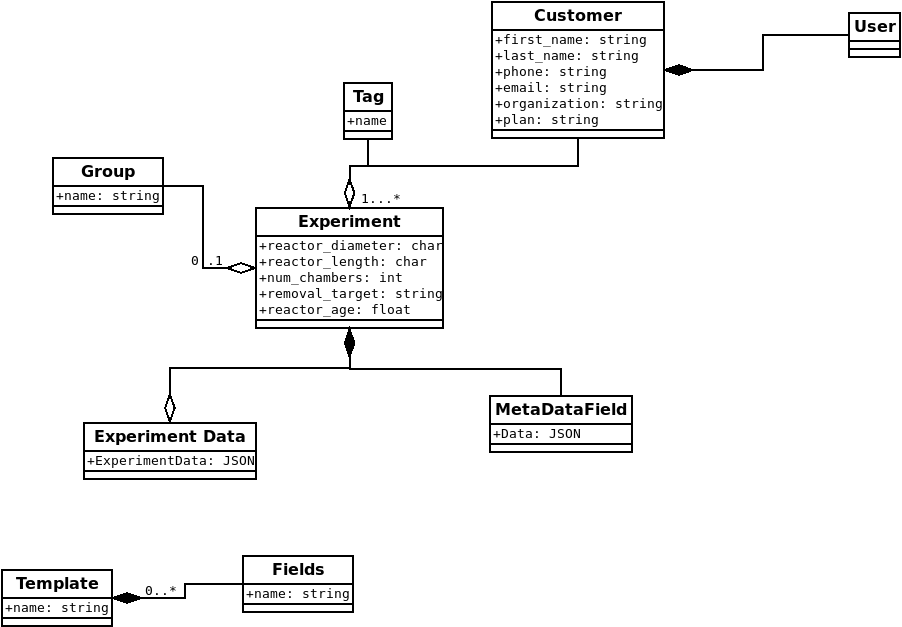 Customer
+first_name: string
+last_name: string
+phone: string
+email: string
+organization: string
+plan: string
User
Tag
+name
Group
+name: string
1...*
0..1
Experiment
+reactor_diameter: char
+reactor_length: char
+num_chambers: int
+removal_target: string
+reactor_age: float
Experiment Data
+ExperimentData: JSON
MetaDataField
+Data: JSON
Template
+name: string
0..*
Fields
+name: string